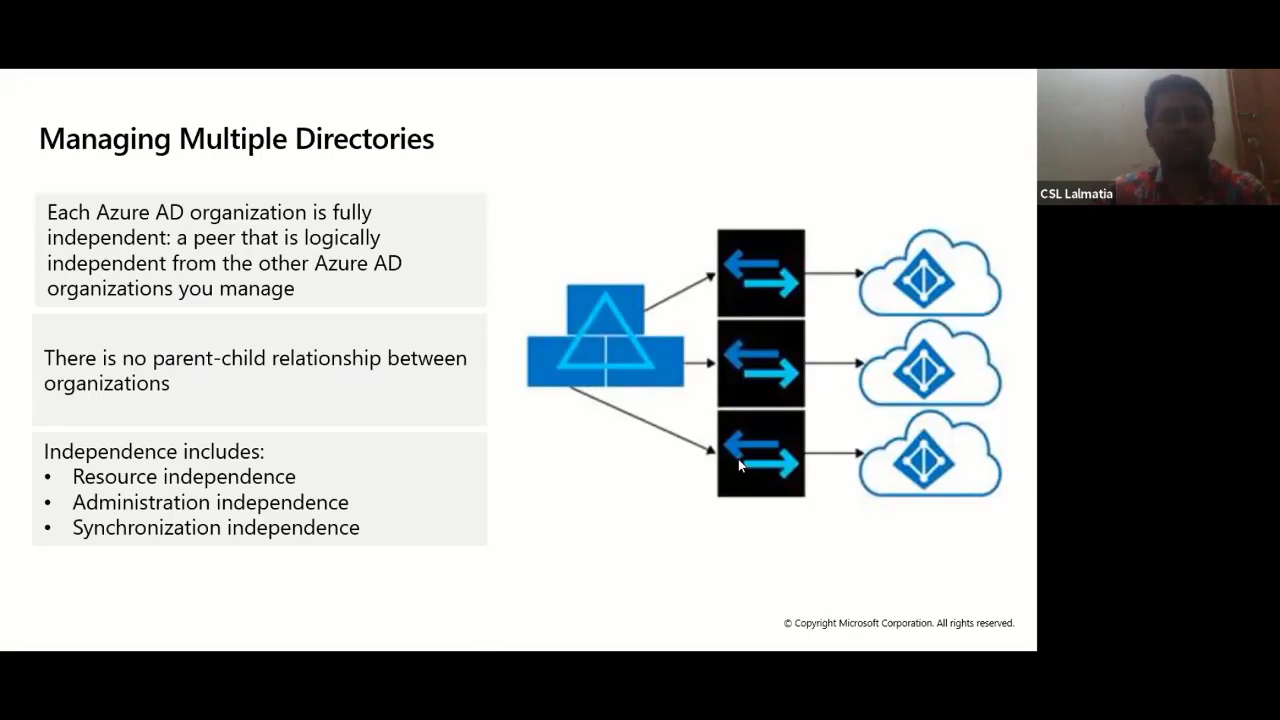 Managing Multiple Directories
Each Azure AD organization is fully
independent: a peer that is logically
independent from the other Azure AD
organizations you manage
There is no parent-child relationship between
organizations
Independence includes:
• Resource independence
• Administration independence
• Synchronization independence
© Copyright Microsoft Corporation. All rights reserved.
CSL Lalmatia